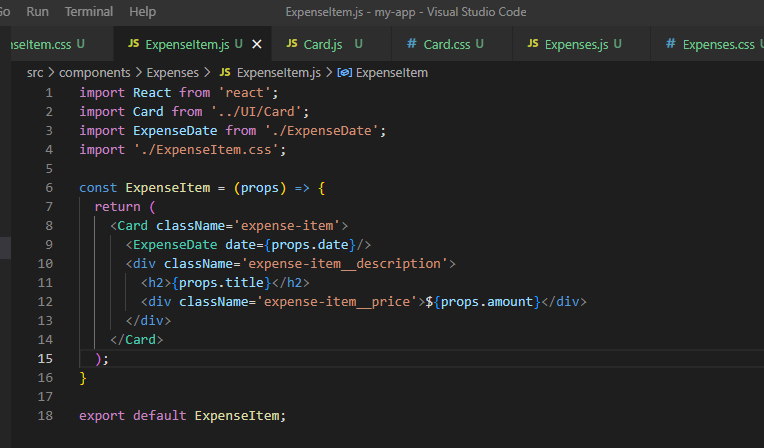 Go Run Terminal Help ExpenseItem.js - my-app - Visual Studio Code
nseItem.css U JS ExpenseItem.js U × JS Card.js U # Card.css U JS Expenses.js U # Expenses.css U
src > components > Expenses > JS ExpenseItem.js > ExpenseItem
1 import React from 'react';
2 import Card from '../UI/Card';
3 import ExpenseDate from './ExpenseDate';
4 import './ExpenseItem.css';
5
6 const ExpenseItem = (props) => {
7   return (
8     <Card className='expense-item'>
9       <ExpenseDate date={props.date}/>
10       <div className='expense-item__description'>
11         <h2>{props.title}</h2>
12         <div className='expense-item__price'>${props.amount}</div>
13       </div>
14     </Card>
15   );
16 }
17
18 export default ExpenseItem;